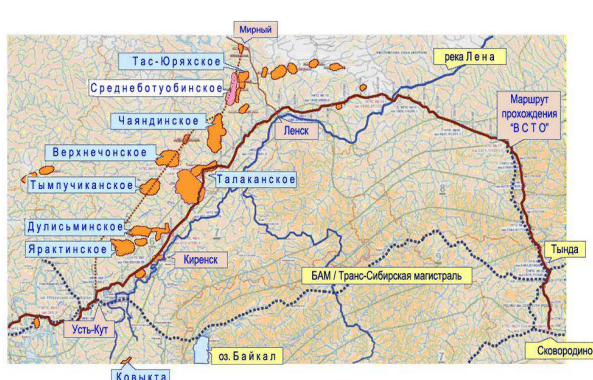 Мирный
Тас-Юряхское
река Лена
Среднеботуобинское
Маршрут
прохождения
"ВСТО"
Чаяндинское
Ленск
Верхнечонское
Тымпучиканское
Талаканское
Дулисьминское
Ярактинское
Тында
Киренск
БАМ / Транс-Сибирская магистраль
Усть-Кут
оз. Байкал
Сковородино
Ковыкта